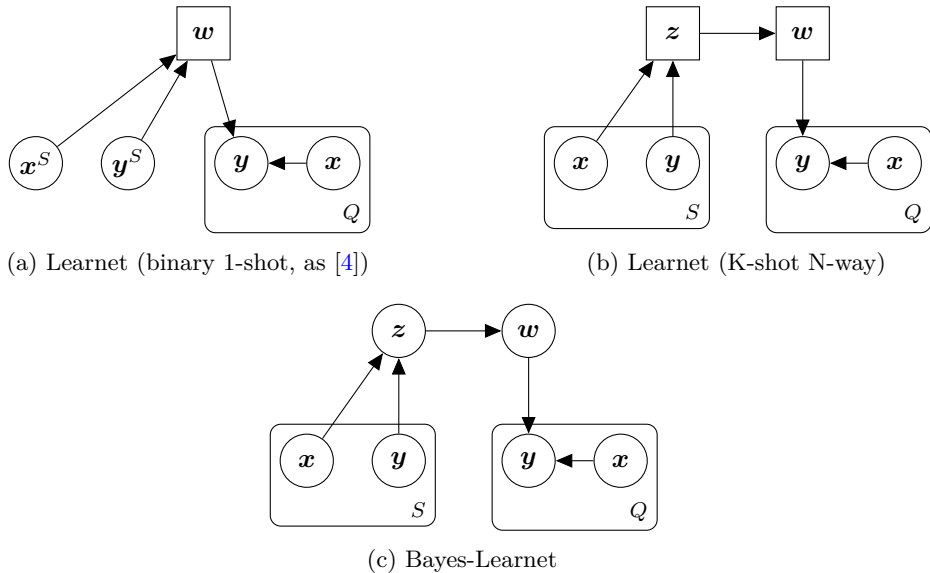 w
x^S y^S y x
Q
(a) Learnet (binary 1-shot, as [4])
z w
x y y x
S Q
(b) Learnet (K-shot N-way)
z w
x y y x
S Q
(c) Bayes-Learnet